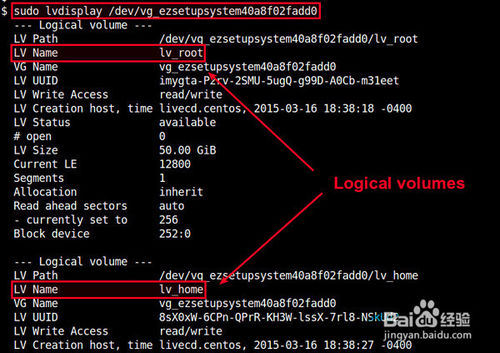 $ sudo lvdisplay /dev/vg_ezsetupsystem40a8f02fadd0
--- Logical volume ---
LV Path /dev/vg_ezsetupsystem40a8f02fadd0/lv_root
LV Name lv_root
VG Name vg_ezsetupsystem40a8f02fadd0
LV UUID imygta-P2rv-2SMU-5ugQ-g99D-A0Cb-m31eet
LV Write Access read/write
LV Creation host, time livecd.centos, 2015-03-16 18:38:18 -0400
LV Status available
# open 0
LV Size 50.00 GiB
Current LE 12800
Segments 1
Allocation inherit
Read ahead sectors auto
- currently set to 256
Block device 252:0
Logical volumes
--- Logical volume ---
LV Path /dev/vg_ezsetupsystem40a8f02fadd0/lv_home
LV Name lv_home
VG Name vg_ezsetupsystem40a8f02fadd0
LV UUID 8sX0xW-6CPn-QPrR-KH3W-lssX-7rl8-
LV Write Access read/write
LV Creation host, time livecd.centos, 2015-03-16 18:38:27 -0400
Baidu 经验